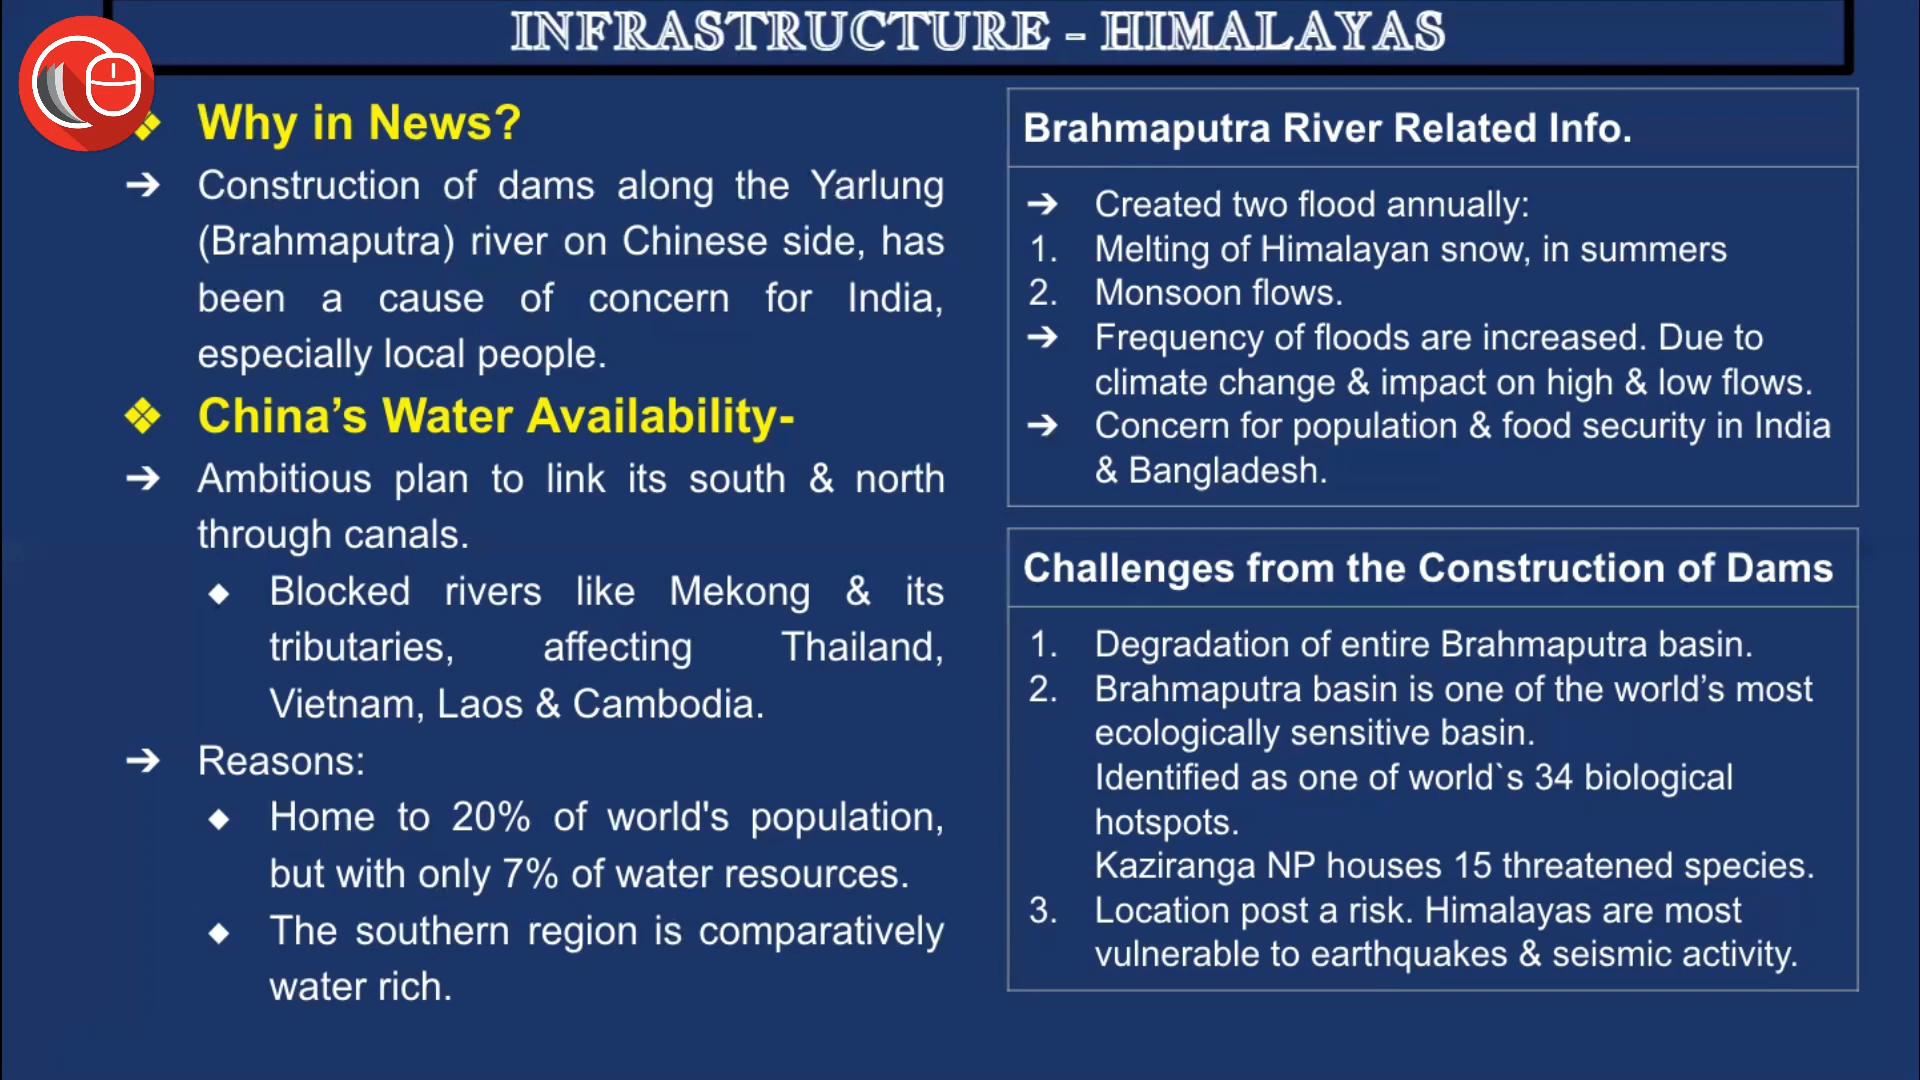 INFRASTRUCTURE - HIMALAYAS
❖ Why in News?
➔ Construction of dams along the Yarlung
(Brahmaputra) river on Chinese side, has
been a cause of concern for India,
especially local people.
❖ China’s Water Availability-
➔ Ambitious plan to link its south & north
through canals.
◆ Blocked rivers like Mekong & its
tributaries, affecting Thailand,
Vietnam, Laos & Cambodia.
➔ Reasons:
◆ Home to 20% of world's population,
but with only 7% of water resources.
◆ The southern region is comparatively
water rich.
Brahmaputra River Related Info.
➔ Created two flood annually:
1. Melting of Himalayan snow, in summers
2. Monsoon flows.
➔ Frequency of floods are increased. Due to
climate change & impact on high & low flows.
➔ Concern for population & food security in India
& Bangladesh.
Challenges from the Construction of Dams
1. Degradation of entire Brahmaputra basin.
2. Brahmaputra basin is one of the world’s most
ecologically sensitive basin.
Identified as one of world`s 34 biological
hotspots.
Kaziranga NP houses 15 threatened species.
3. Location post a risk. Himalayas are most
vulnerable to earthquakes & seismic activity.